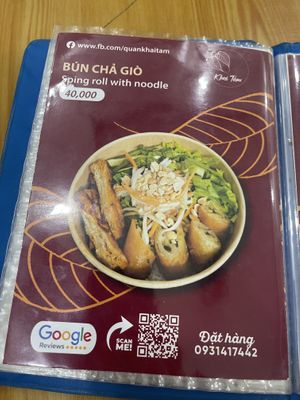 www.fb.com/quankhaitam
Khai Tâm
BÚN CHẢ GIÒ
Sping roll with noodle
40,000
Google
Reviews
SCAN
ME!
Đặt hàng
0931417442